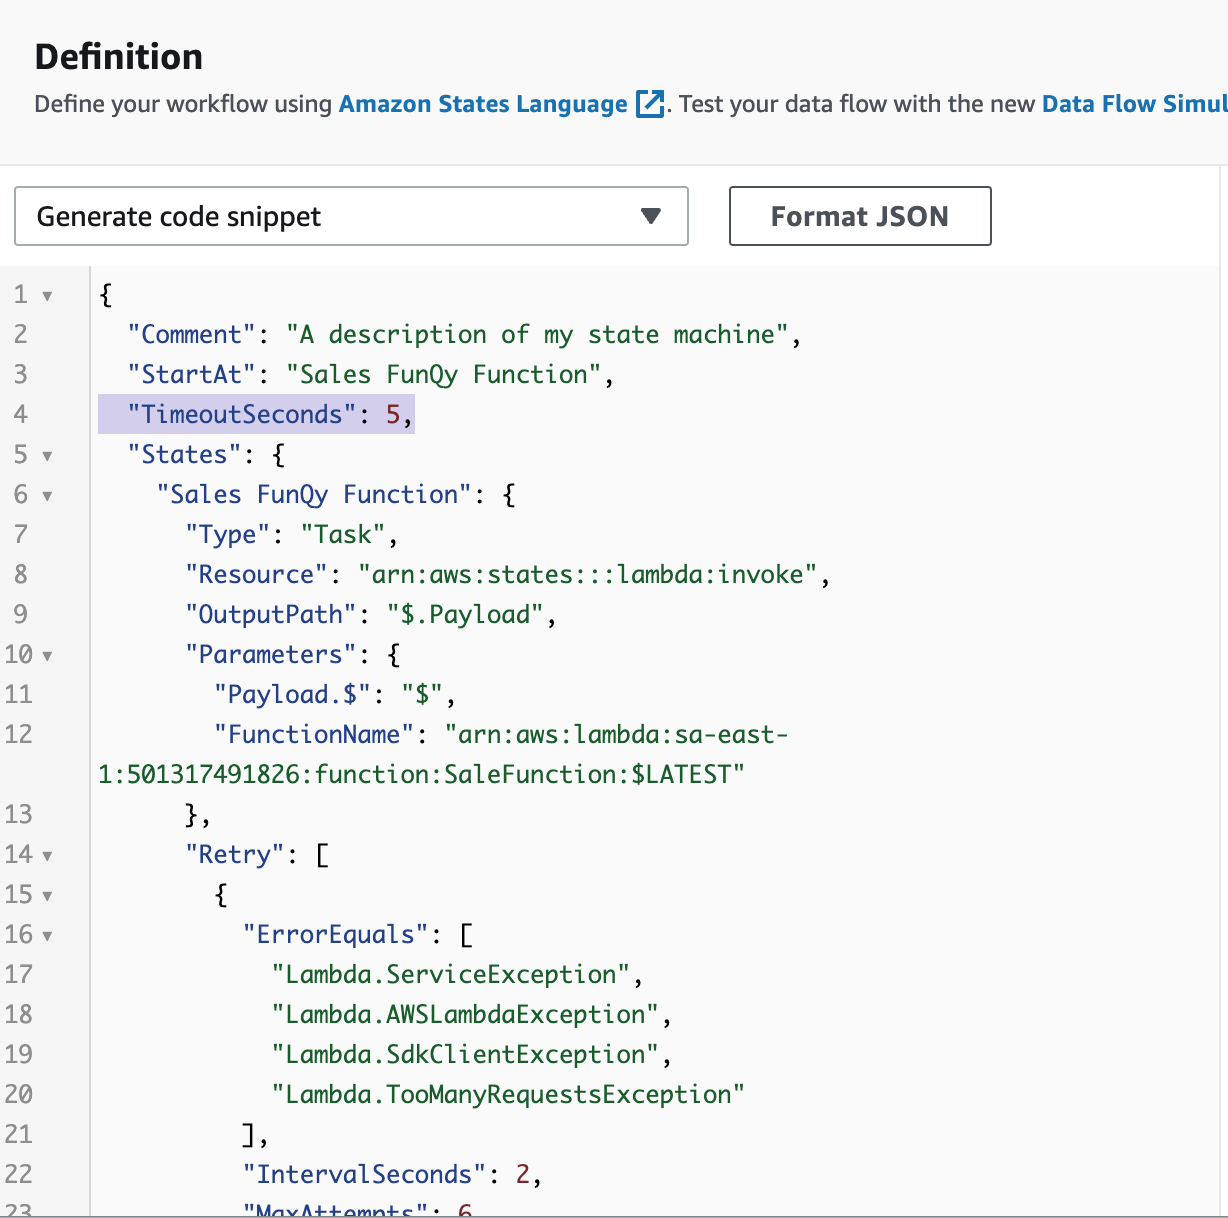 Definition
Define your workflow using Amazon States Language . Test your data flow with the new Data Flow Simul
Generate code snippet
Format JSON
1 {
2 "Comment": "A description of my state machine",
3 "StartAt": "Sales FunQy Function",
4 "TimeoutSeconds": 5,
5 "States": {
6 "Sales FunQy Function": {
7 "Type": "Task",
8 "Resource": "arn:aws:states:::lambda:invoke",
9 "OutputPath": "$.Payload",
10 "Parameters": {
11 "Payload.$": "$",
12 "FunctionName": "arn:aws:lambda:sa-east-
1:501317491826:function:SaleFunction:$LATEST"
13 },
14 "Retry": [
15 {
16 "ErrorEquals": [
17 "Lambda.ServiceException",
18 "Lambda.AWSLambdaException",
19 "Lambda.SdkClientException",
20 "Lambda.TooManyRequestsException"
21 ],
22 "IntervalSeconds": 2,
23 "MaxAttempts": 6